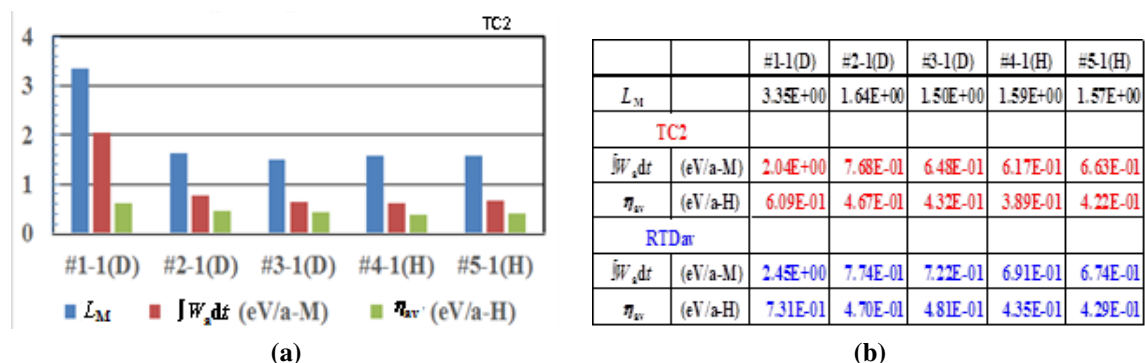 TC2
4
3
2
1
0
#1-1(D) #2-1(D) #3-1(D) #4-1(H) #5-1(H)
L_M ∫W_a dt (eV/a-M) η_av (eV/a-H)
(a)
#1-1(D) #2-1(D) #3-1(D) #4-1(H) #5-1(H)
L_M 3.35E+00 1.64E+00 1.50E+00 1.59E+00 1.57E+00
TC2
∫W_a dt (eV/a-M) 2.04E+00 7.68E-01 6.48E-01 6.17E-01 6.63E-01
η_av (eV/a-H) 6.09E-01 4.67E-01 4.32E-01 3.89E-01 4.22E-01
RTDav
∫W_a dt (eV/a-M) 2.45E+00 7.74E-01 7.22E-01 6.91E-01 6.74E-01
η_av (eV/a-H) 7.31E-01 4.70E-01 4.81E-01 4.35E-01 4.29E-01
(b)